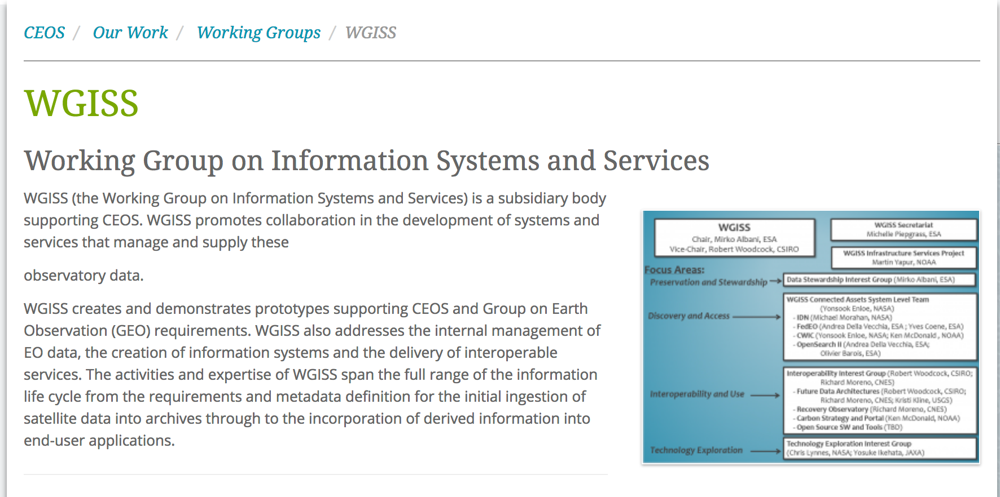 CEOS / Our Work / Working Groups / WGISS
WGISS
Working Group on Information Systems and Services
WGISS (the Working Group on Information Systems and Services) is a subsidiary body
supporting CEOS. WGISS promotes collaboration in the development of systems and
services that manage and supply these
observatory data.
WGISS creates and demonstrates prototypes supporting CEOS and Group on Earth
Observation (GEO) requirements. WGISS also addresses the internal management of
EO data, the creation of information systems and the delivery of interoperable
services. The activities and expertise of WGISS span the full range of the information
life cycle from the requirements and metadata definition for the initial ingestion of
satellite data into archives through to the incorporation of derived information into
end-user applications.
WGISS
Chair, Mirko Albani, ESA
Vice-Chair, Robert Woodcock, CSIRO
WGISS Secretariat
Michelle Piepgrass, ESA
WGISS Infrastructure Services Project
Martin Yapur, NOAA
Focus Areas:
Preservation and Stewardship
Data Stewardship Interest Group (Mirko Albani, ESA)
Discovery and Access
WGISS Connected Assets System Level Team
(Yonsook Enloe, NASA)
- IDN (Michael Morahan, NASA)
- FedEO (Andrea Della Vecchia, ESA ; Yves Coene, ESA)
- CWIC (Yonsook Enloe, NASA; Ken McDonald , NOAA)
- OpenSearch II (Andrea Della Vecchia, ESA;
Olivier Barois, ESA)
Interoperability and Use
Interoperability Interest Group (Robert Woodcock, CSIRO;
Richard Moreno, CNES)
- Future Data Architectures (Robert Woodcock, CSIRO;
Richard Moreno, CNES; Kristi Kline, USGS)
- Recovery Observatory (Richard Moreno, CNES)
- Carbon Strategy and Portal (Ken McDonald, NOAA)
- Open Source SW and Tools (TBD)
Technology Exploration
Technology Exploration Interest Group
(Chris Lynnes, NASA; Yosuke Ikehata, JAXA)